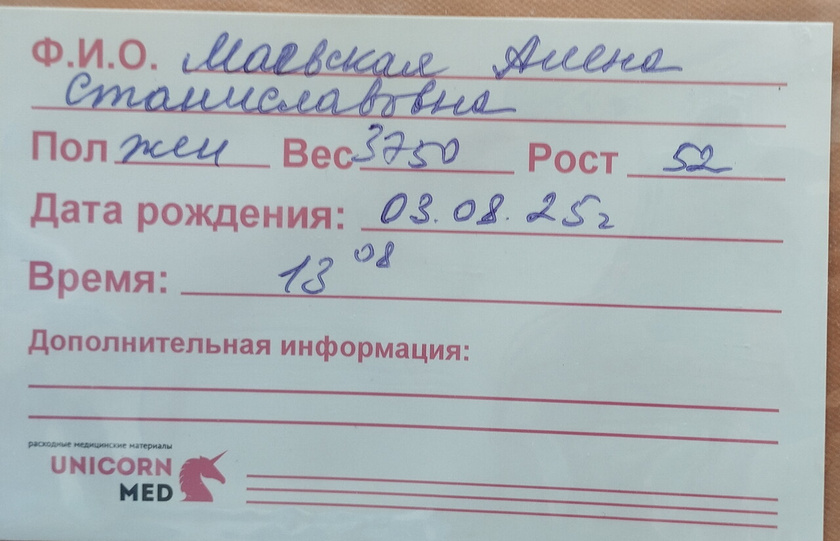 Ф.И.О. Маевская Алена
Станиславовна
Пол жен Вес 3750 Рост 52
Дата рождения: 03.08.25г
Время: 13 08
Дополнительная информация:
расходные медицинские материалы
UNICORN
MED